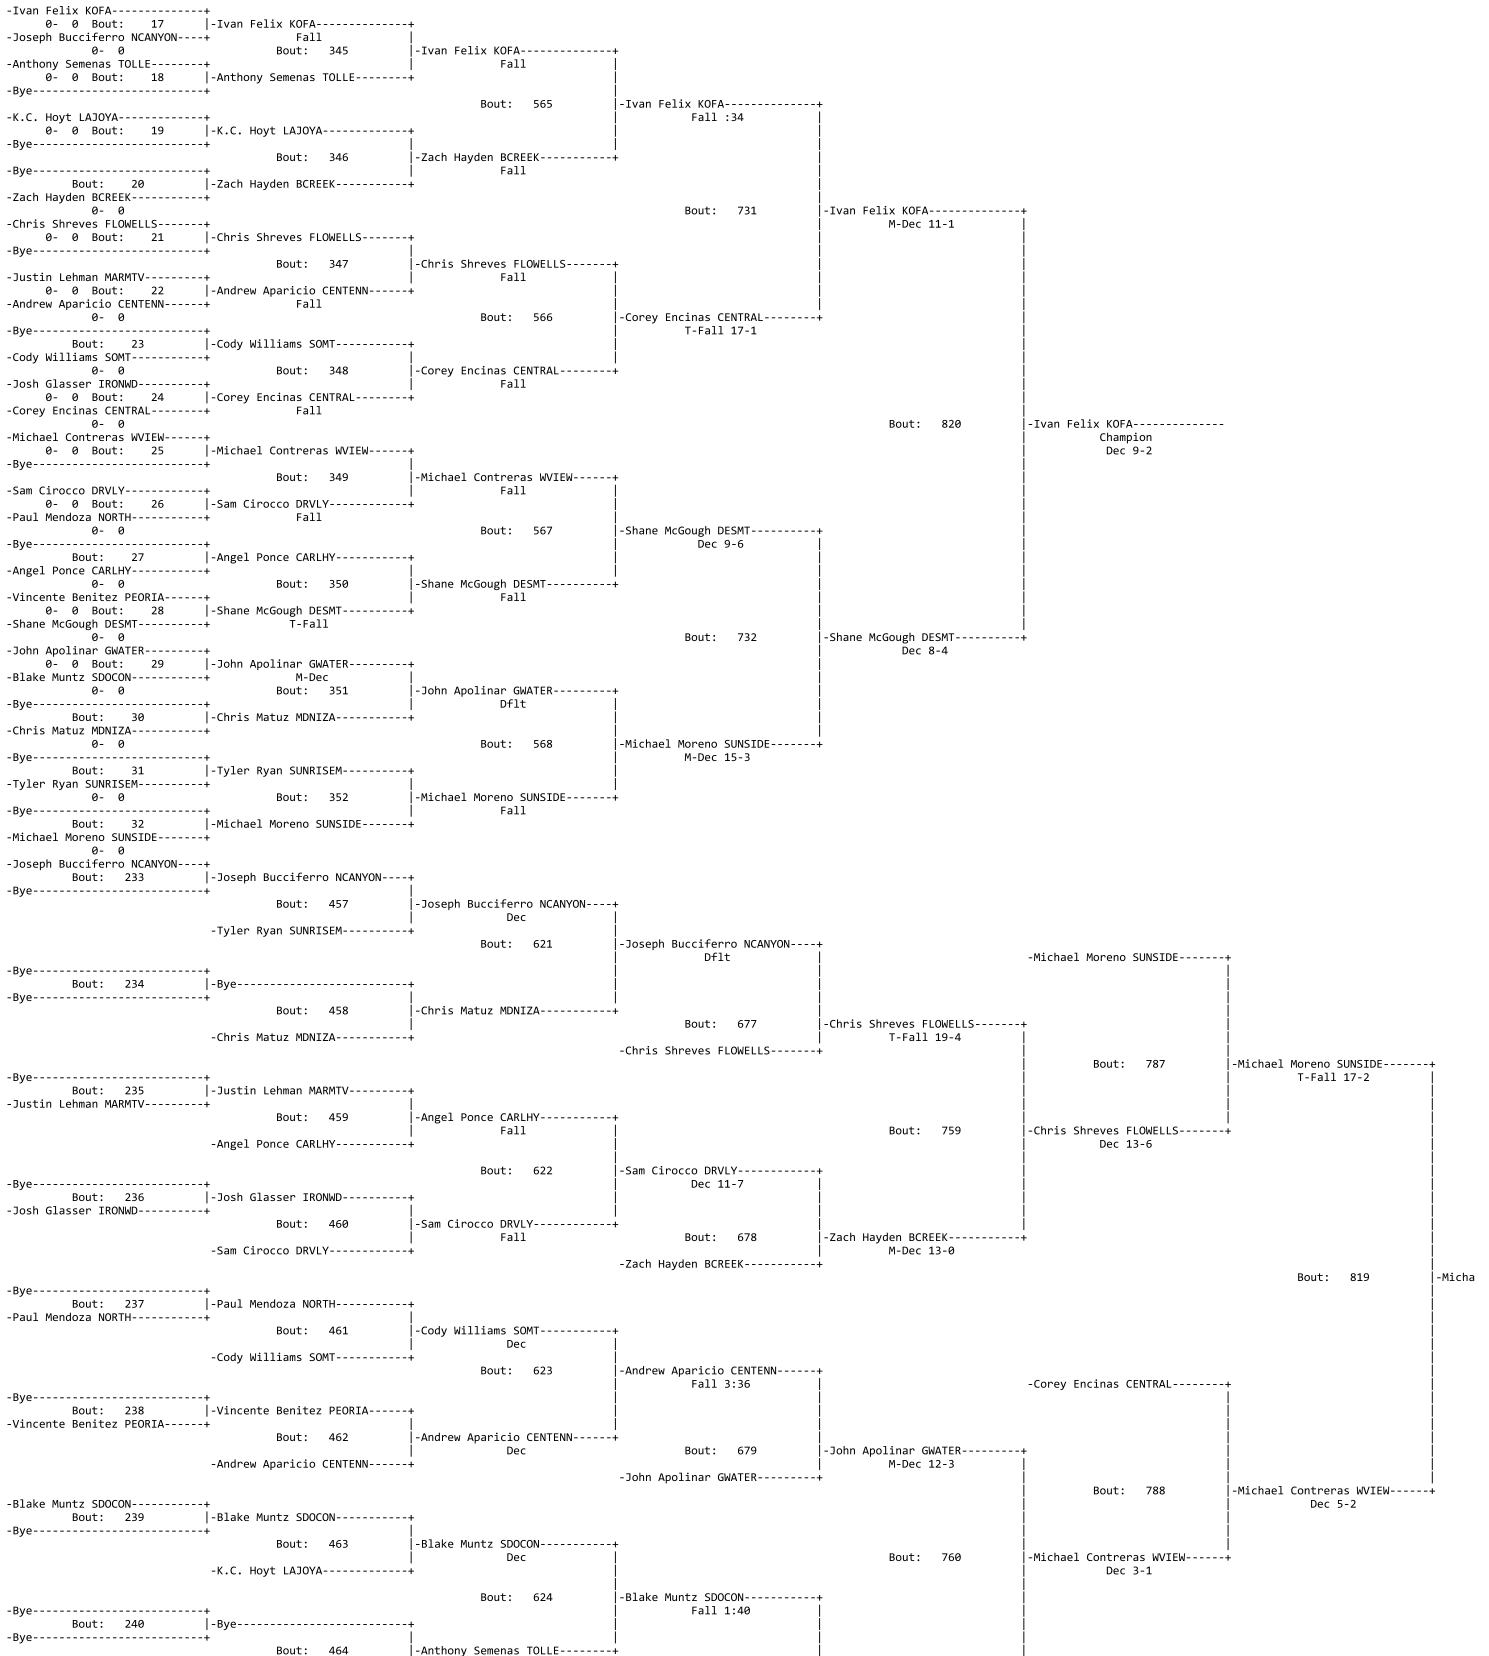 -Ivan Felix KOFA--------------+
0-  0  Bout:    17      |-Ivan Felix KOFA--------------+
-Joseph Bucciferro NCANYON----+             Fall             |
0-  0                       Bout:   345         |-Ivan Felix KOFA--------------+
-Anthony Semenas TOLLE--------+                              |             Fall             |
0-  0  Bout:    18      |-Anthony Semenas TOLLE--------+                              |
-Bye--------------------------+                                                             |
Bout:   565         |-Ivan Felix KOFA--------------+
-K.C. Hoyt LAJOYA-------------+                                                             |           Fall :34           |
0-  0  Bout:    19      |-K.C. Hoyt LAJOYA-------------+                              |                              |
-Bye--------------------------+                              |                              |                              |
Bout:   346         |-Zach Hayden BCREEK-----------+                              |
-Bye--------------------------+                              |             Fall                                            |
Bout:    20         |-Zach Hayden BCREEK-----------+                                                             |
-Zach Hayden BCREEK-----------+                                                                                            |
0-  0                                                                                     Bout:   731         |-Ivan Felix KOFA--------------+
-Chris Shreves FLOWELLS-------+                                                                                            |          M-Dec 11-1          |
0-  0  Bout:    21      |-Chris Shreves FLOWELLS-------+                                                             |                              |
-Bye--------------------------+                              |                                                             |                              |
Bout:   347         |-Chris Shreves FLOWELLS-------+                              |                              |
-Justin Lehman MARMTV---------+                              |             Fall             |                              |                              |
0-  0  Bout:    22      |-Andrew Aparicio CENTENN------+                              |                              |                              |
-Andrew Aparicio CENTENN------+             Fall                                            |                              |                              |
0-  0                                                      Bout:   566         |-Corey Encinas CENTRAL--------+                              |
-Bye--------------------------+                                                             |          T-Fall 17-1                                        |
Bout:    23         |-Cody Williams SOMT-----------+                              |                                                             |
-Cody Williams SOMT-----------+                              |                              |                                                             |
0-  0                       Bout:   348         |-Corey Encinas CENTRAL--------+                                                             |
-Josh Glasser IRONWD----------+                              |             Fall                                                                           |
0-  0  Bout:    24      |-Corey Encinas CENTRAL--------+                                                                                            |
-Corey Encinas CENTRAL--------+             Fall                                                                                                          |
0-  0                                                                                                                    Bout:   820         |-Ivan Felix KOFA--------------
-Michael Contreras WVIEW------+                                                                                                                           |           Champion
0-  0  Bout:    25      |-Michael Contreras WVIEW------+                                                                                            |            Dec 9-2
-Bye--------------------------+                              |                                                                                            |
Bout:   349         |-Michael Contreras WVIEW------+                                                             |
-Sam Cirocco DRVLY------------+                              |             Fall             |                                                             |
0-  0  Bout:    26      |-Sam Cirocco DRVLY------------+                              |                                                             |
-Paul Mendoza NORTH-----------+             Fall                                            |                                                             |
0-  0                                                      Bout:   567         |-Shane McGough DESMT----------+                              |
-Bye--------------------------+                                                             |            Dec 9-6           |                              |
Bout:    27         |-Angel Ponce CARLHY-----------+                              |                              |                              |
-Angel Ponce CARLHY-----------+                              |                              |                              |                              |
0-  0                       Bout:   350         |-Shane McGough DESMT----------+                              |                              |
-Vincente Benitez PEORIA------+                              |             Fall                                            |                              |
0-  0  Bout:    28      |-Shane McGough DESMT----------+                                                             |                              |
-Shane McGough DESMT----------+            T-Fall                                                                          |                              |
0-  0                                                                                     Bout:   732         |-Shane McGough DESMT----------+
-John Apolinar GWATER---------+                                                                                            |            Dec 8-4
0-  0  Bout:    29      |-John Apolinar GWATER---------+                                                             |
-Blake Muntz SDOCON-----------+            M-Dec             |                                                             |
0-  0                       Bout:   351         |-John Apolinar GWATER---------+                              |
-Bye--------------------------+                              |             Dflt             |                              |
Bout:    30         |-Chris Matuz MDNIZA-----------+                              |                              |
-Chris Matuz MDNIZA-----------+                                                             |                              |
0-  0                                                      Bout:   568         |-Michael Moreno SUNSIDE-------+
-Bye--------------------------+                                                             |          M-Dec 15-3
Bout:    31         |-Tyler Ryan SUNRISEM----------+                              |
-Tyler Ryan SUNRISEM----------+                              |                              |
0-  0                       Bout:   352         |-Michael Moreno SUNSIDE-------+
-Bye--------------------------+                              |             Fall
Bout:    32         |-Michael Moreno SUNSIDE-------+
-Michael Moreno SUNSIDE-------+
0-  0
-Joseph Bucciferro NCANYON----+
Bout:   233         |-Joseph Bucciferro NCANYON----+
-Bye--------------------------+                              |
Bout:   457         |-Joseph Bucciferro NCANYON----+
|              Dec             |
-Tyler Ryan SUNRISEM----------+                              |
Bout:   621         |-Joseph Bucciferro NCANYON----+
|             Dflt             |                               -Michael Moreno SUNSIDE-------+
-Bye--------------------------+                                                             |                              |                                                             |
Bout:   234         |-Bye--------------------------+                              |                              |                                                             |
-Bye--------------------------+                              |                              |                              |                                                             |
Bout:   458         |-Chris Matuz MDNIZA-----------+                              |                                                             |
|                                           Bout:   677         |-Chris Shreves FLOWELLS-------+                              |
-Chris Matuz MDNIZA-----------+                                                             |          T-Fall 19-4         |                              |
-Chris Shreves FLOWELLS-------+                              |                              |
|          Bout:   787         |-Michael Moreno SUNSIDE-------+
-Bye--------------------------+                                                                                                                           |                              |          T-Fall 17-2         |
Bout:   235         |-Justin Lehman MARMTV---------+                                                                                            |                              |                              |
-Justin Lehman MARMTV---------+                              |                                                                                            |                              |                              |
Bout:   459         |-Angel Ponce CARLHY-----------+                                                             |                              |                              |
|             Fall             |                                         Bout:   760         |-Chris Shreves FLOWELLS-------+                              |
-Angel Ponce CARLHY-----------+                              |                                                             |           Dec 13-6                                          |
Bout:   622         |-Sam Cirocco DRVLY------------+                              |                                                             |
-Bye--------------------------+                                                             |           Dec 11-7           |                              |                                                             |
Bout:   236         |-Josh Glasser IRONWD----------+                              |                              |                              |                                                             |
-Josh Glasser IRONWD----------+                              |                              |                              |                              |                                                             |
Bout:   460         |-Sam Cirocco DRVLY------------+                              |                              |                                                             |
|             Fall                       Bout:   678         |-Zach Hayden BCREEK-----------+                                                             |
-Sam Cirocco DRVLY------------+                                                             |          M-Dec 13-0                                                                         |
-Zach Hayden BCREEK-----------+                                                                                            |
-Bye--------------------------+                                                                                                                                                                    Bout:   819         |-Micha
Bout:   237         |-Paul Mendoza NORTH-----------+
-Paul Mendoza NORTH-----------+                              |
Bout:   461         |-Cody Williams SOMT-----------+
|              Dec             |
-Cody Williams SOMT-----------+                              |
Bout:   623         |-Andrew Aparicio CENTENN------+
|           Fall 3:36          |                               -Corey Encinas CENTRAL--------+
-Bye--------------------------+                                                             |                              |
Bout:   238         |-Vincente Benitez PEORIA------+                              |                              |
-Vincente Benitez PEORIA------+                              |                              |                              |
Bout:   462         |-Andrew Aparicio CENTENN------+                              |
|              Dec                       Bout:   679         |-John Apolinar GWATER---------+
-Andrew Aparicio CENTENN------+                                                             |          M-Dec 12-3          |
-John Apolinar GWATER---------+                              |
|          Bout:   788         |-Michael Contreras WVIEW------+
-Blake Muntz SDOCON-----------+                                                                                                                           |                              |            Dec 5-2
Bout:   239         |-Blake Muntz SDOCON-----------+
-Bye--------------------------+                              |
Bout:   463         |-Blake Muntz SDOCON-----------+                                         Bout:   760         |-Michael Contreras WVIEW------+
|              Dec             |                                                             |            Dec 3-1
-K.C. Hoyt LAJOYA-------------+                              |
Bout:   624         |-Blake Muntz SDOCON-----------+
-Bye--------------------------+                                                             |           Fall 1:40          |
Bout:   240         |-Bye--------------------------+                              |                              |
-Bye--------------------------+                              |                              |                              |
Bout:   464         |-Anthony Semenas TOLLE--------+                              |